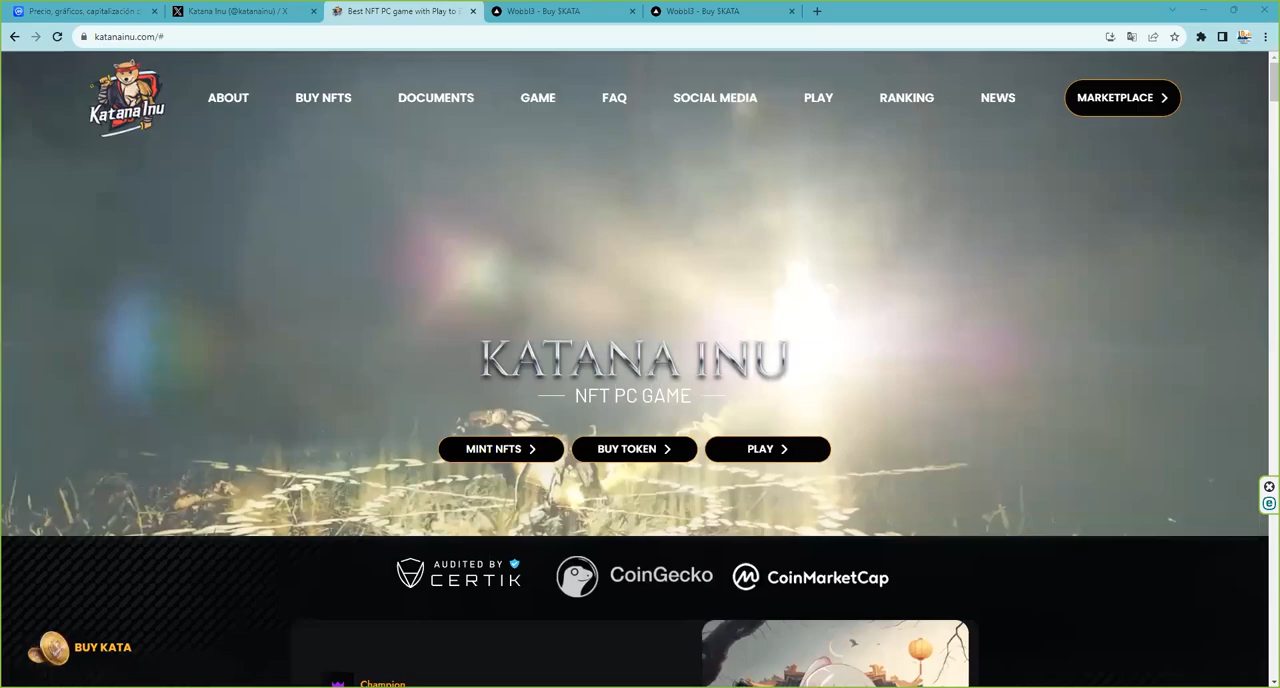 Precio, gráficos, capitalización
Katana Inu (@katanainu) / X
Best NFT PC game with Play to
Wobbl3 - Buy $KATA
Wobbl3 - Buy $KATA
katanainu.com/#
Katana Inu
ABOUT
BUY NFTS
DOCUMENTS
GAME
FAQ
SOCIAL MEDIA
PLAY
RANKING
NEWS
MARKETPLACE
KATANA INU
NFT PC GAME
MINT NFTS
BUY TOKEN
PLAY
AUDITED BY
CERTIK
CoinGecko
CoinMarketCap
BUY KATA
Champion